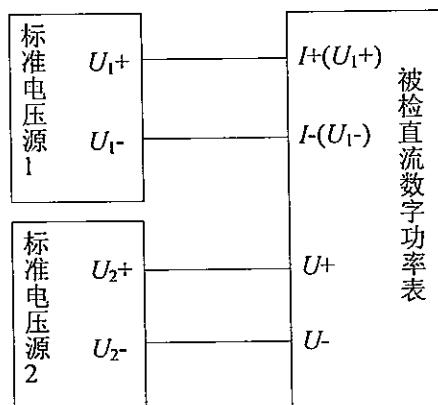 标准电压源1
U₁+
U₁-
I+(U₁+)
I-(U₁-)
标准电压源2
U₂+
U₂-
U+
U-
被检直流数字功率表